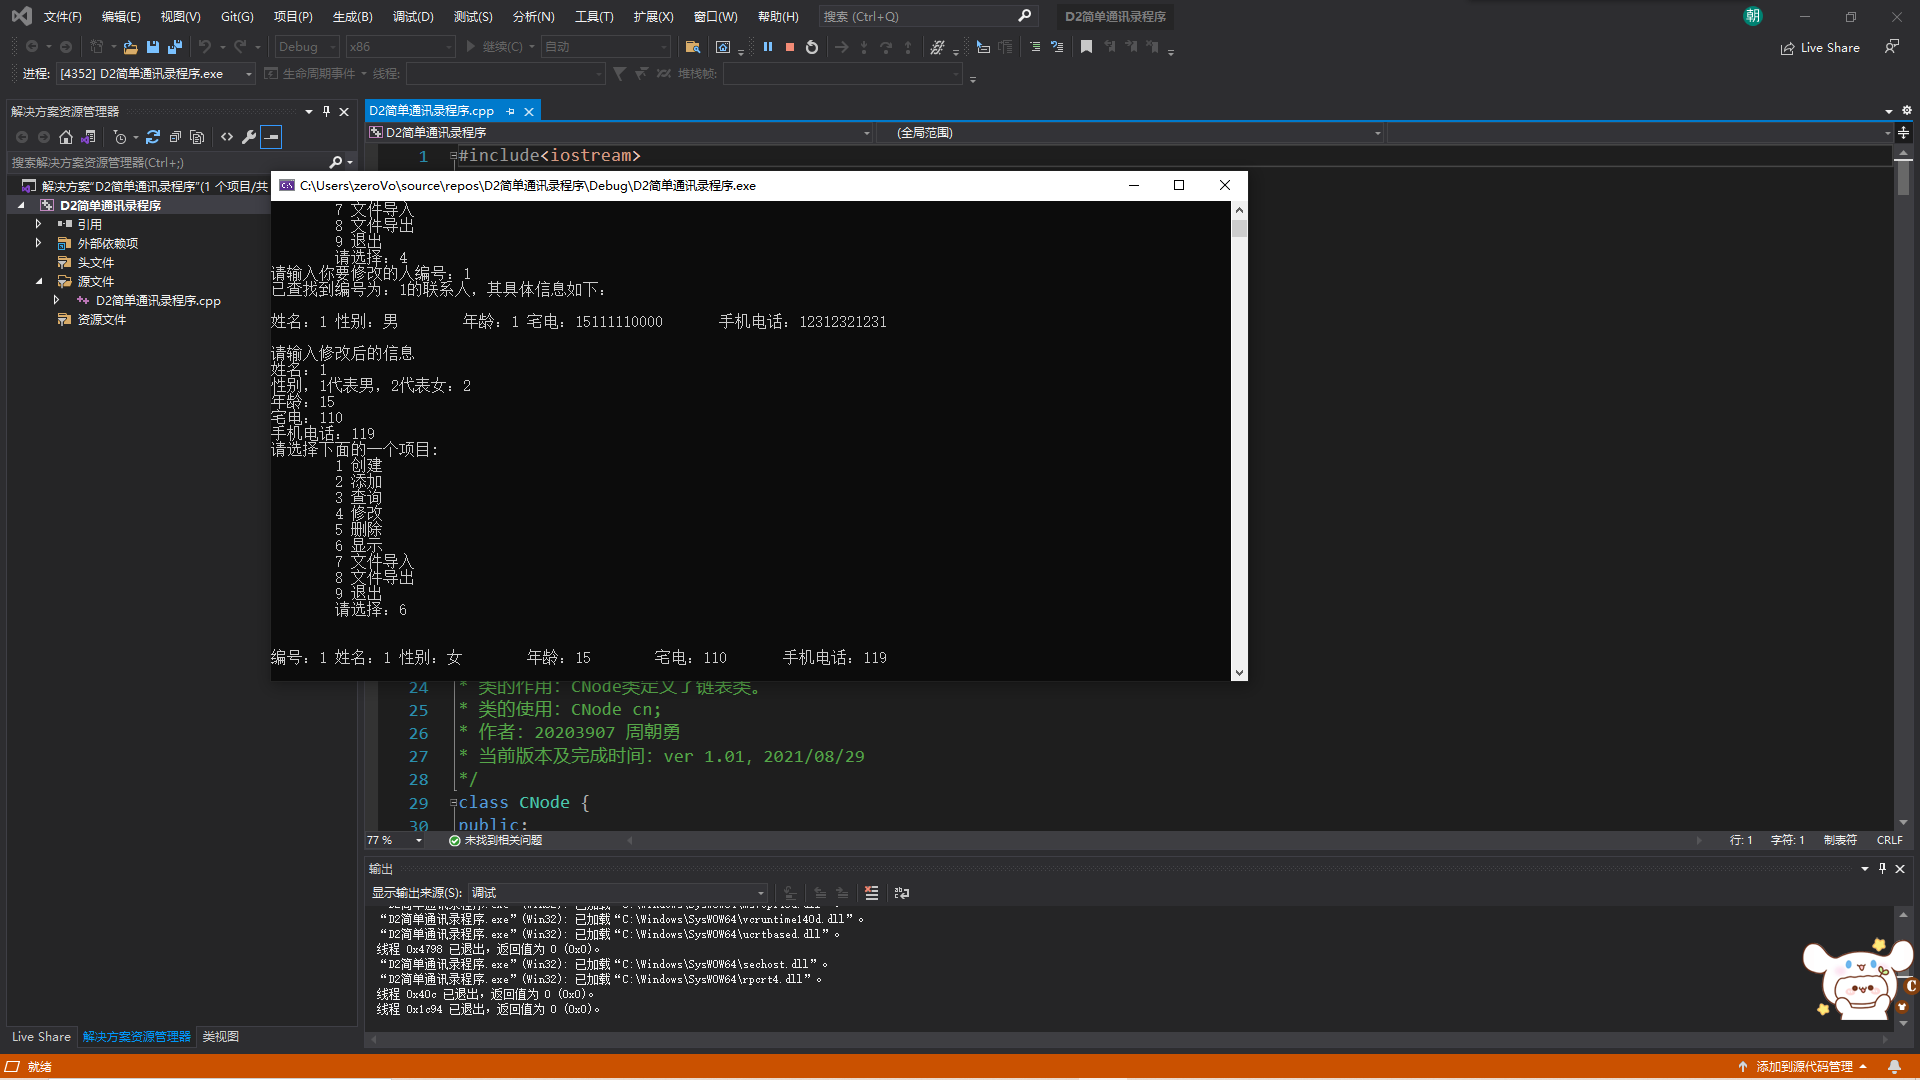 文件(F) 编辑(E) 视图(V) Git(G) 项目(P) 生成(B) 调试(D) 测试(S) 分析(N) 工具(T) 扩展(X) 窗口(W) 帮助(H) 搜索 (Ctrl+Q) D2简单通讯录程序 朝
Debug x86 继续(C) 自动 Live Share
进程: [4352] D2简单通讯录程序.exe 生命周期事件 线程: 堆栈帧:
解决方案资源管理器
搜索解决方案资源管理器(Ctrl+;)
解决方案"D2简单通讯录程序"(1 个项目/共
D2简单通讯录程序
引用
外部依赖项
头文件
源文件
D2简单通讯录程序.cpp
资源文件
Live Share 解决方案资源管理器 类视图
D2简单通讯录程序.cpp
D2简单通讯录程序 (全局范围)
1 #include<iostream>
C:\Users\zeroVo\source\repos\D2简单通讯录程序\Debug\D2简单通讯录程序.exe
7 文件导入
8 文件导出
9 退出
请选择: 4
请输入你要修改的人编号: 1
已查找到编号为: 1的联系人, 其具体信息如下:
姓名: 1 性别: 男 年龄: 1 宅电: 15111110000 手机电话: 12312321231
请输入修改后的信息
姓名: 1
性别, 1代表男, 2代表女: 2
年龄: 15
宅电: 110
手机电话: 119
请选择下面的一个项目:
1 创建
2 添加
3 查询
4 修改
5 删除
6 显示
7 文件导入
8 文件导出
9 退出
请选择: 6
编号: 1 姓名: 1 性别: 女 年龄: 15 宅电: 110 手机电话: 119
24 * 类的作用: CNode类定义了链表类。
25 * 类的使用: CNode cn;
26 * 作者: 20203907 周朝勇
27 * 当前版本及完成时间: ver 1.01, 2021/08/29
28 */
29 class CNode {
30 public:
77 % 未找到相关问题 行: 1 字符: 1 制表符 CRLF
输出
显示输出来源(S): 调试
“D2简单通讯录程序.exe”(Win32): 已加载“C:\Windows\SysWOW64\vcruntime140d.dll”。
“D2简单通讯录程序.exe”(Win32): 已加载“C:\Windows\SysWOW64\ucrtbased.dll”。
线程 0x4798 已退出, 返回值为 0 (0x0)。
“D2简单通讯录程序.exe”(Win32): 已加载“C:\Windows\SysWOW64\sechost.dll”。
“D2简单通讯录程序.exe”(Win32): 已加载“C:\Windows\SysWOW64\rpcrt4.dll”。
线程 0x40c 已退出, 返回值为 0 (0x0)。
线程 0x1c94 已退出, 返回值为 0 (0x0)。
C
就绪 添加到源代码管理